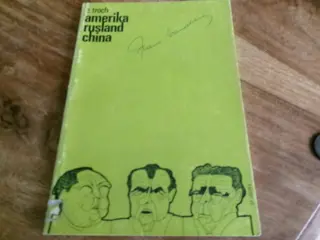 r. troch
amerika
rusland
china